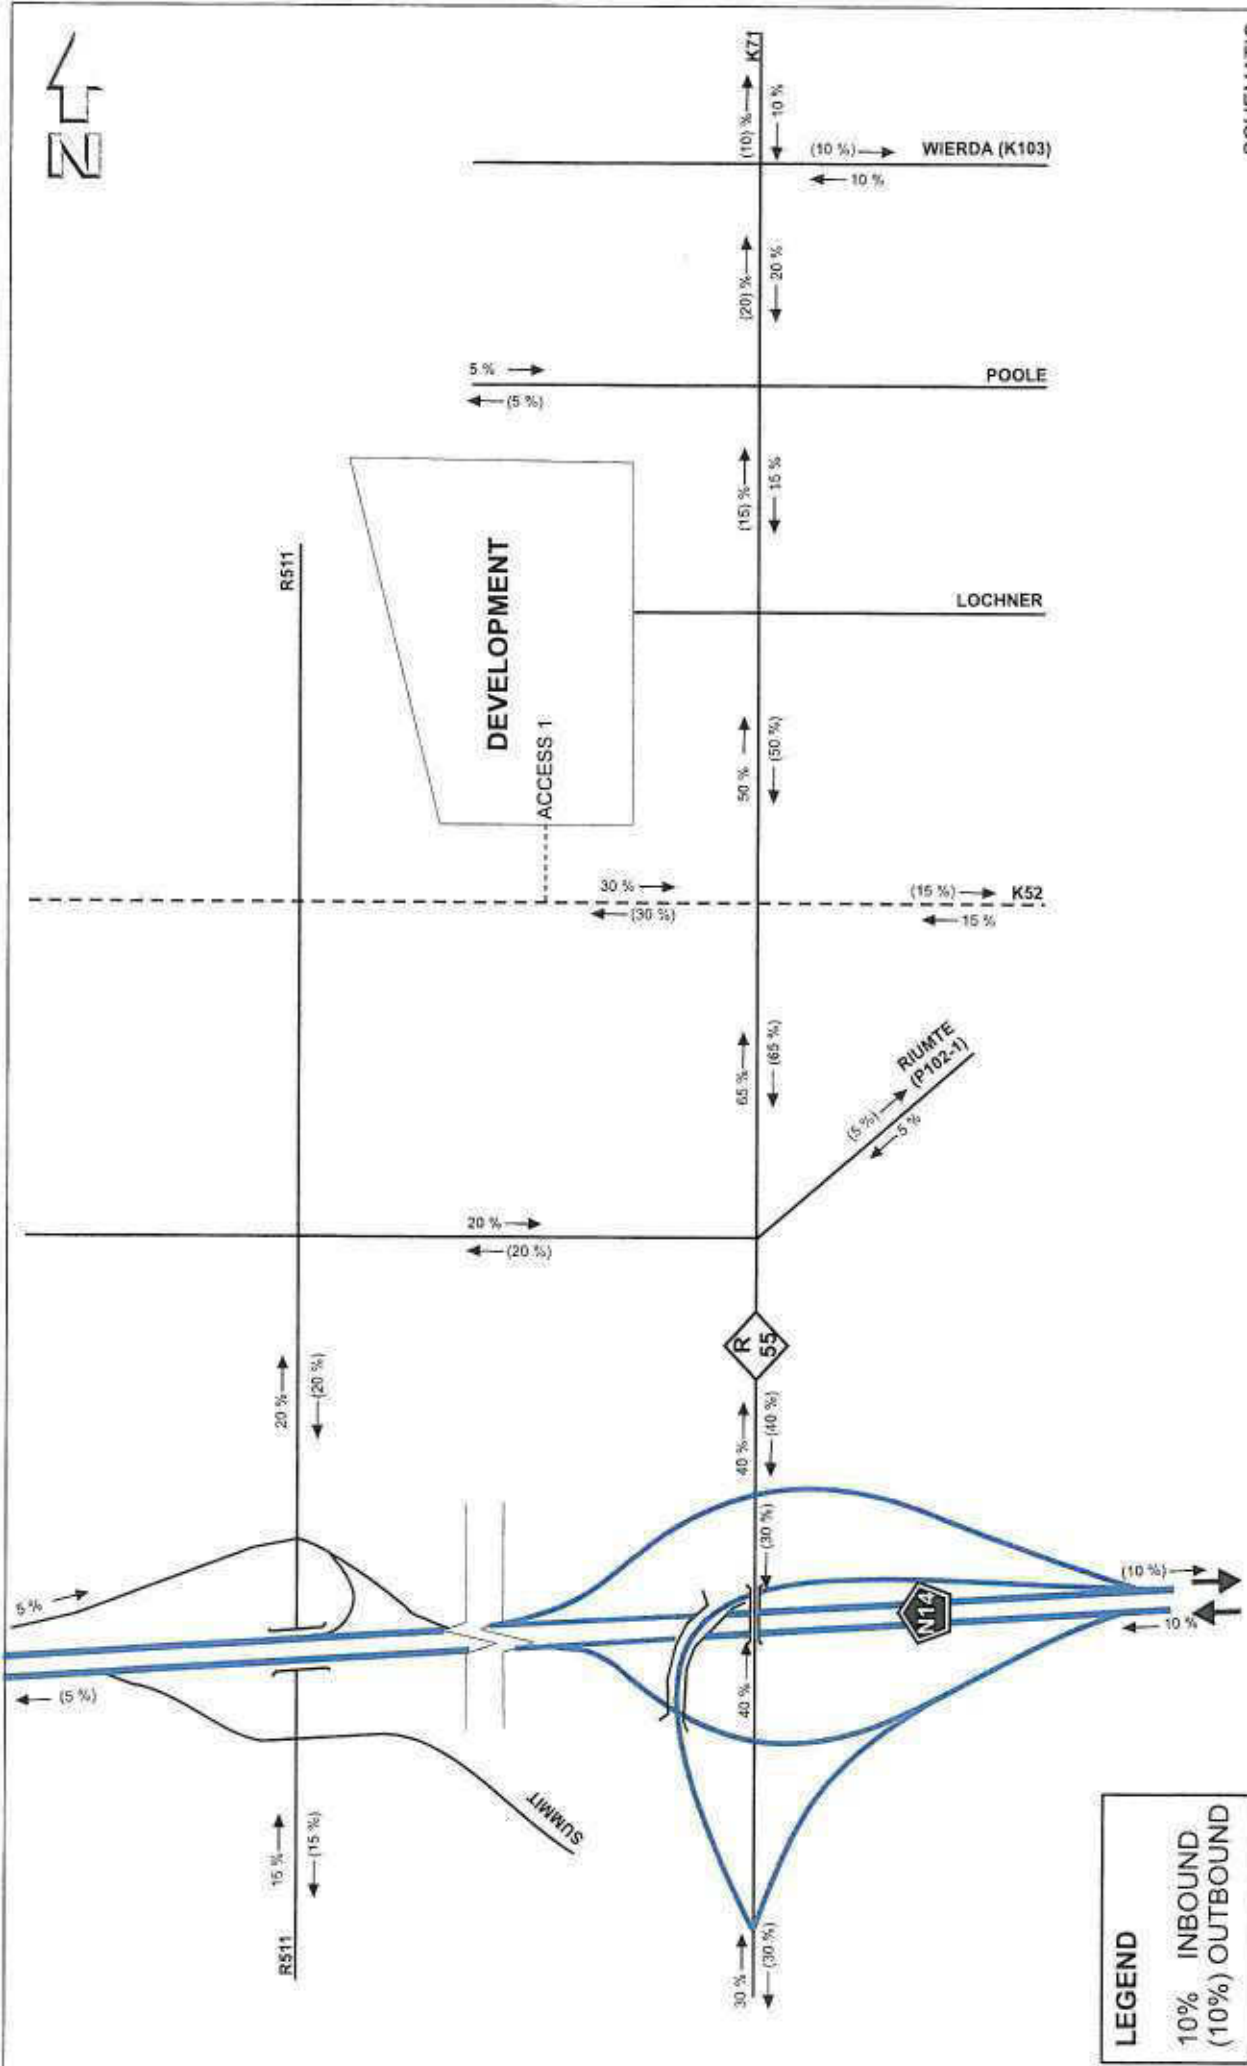 N
K71
(10) %
10 %
(10 %)
10 %
WIERDA (K103)
(20) %
20 %
5 %
(5 %)
POOLE
(15) %
15 %
R511
DEVELOPMENT
LOCHNER
ACCESS 1
50 %
(50 %)
30 %
(30 %)
(15 %)
15 %
K52
65 %
(65 %)
RIUMTE
(P102-1)
(5 %)
5 %
20 %
(20 %)
R
55
20 %
(20 %)
40 %
(40 %)
(30 %)
5 %
(5 %)
N14
(10 %)
10 %
40 %
SUMMIT
15 %
(15 %)
R511
30 %
(30 %)
LEGEND
10% INBOUND
(10%) OUTBOUND